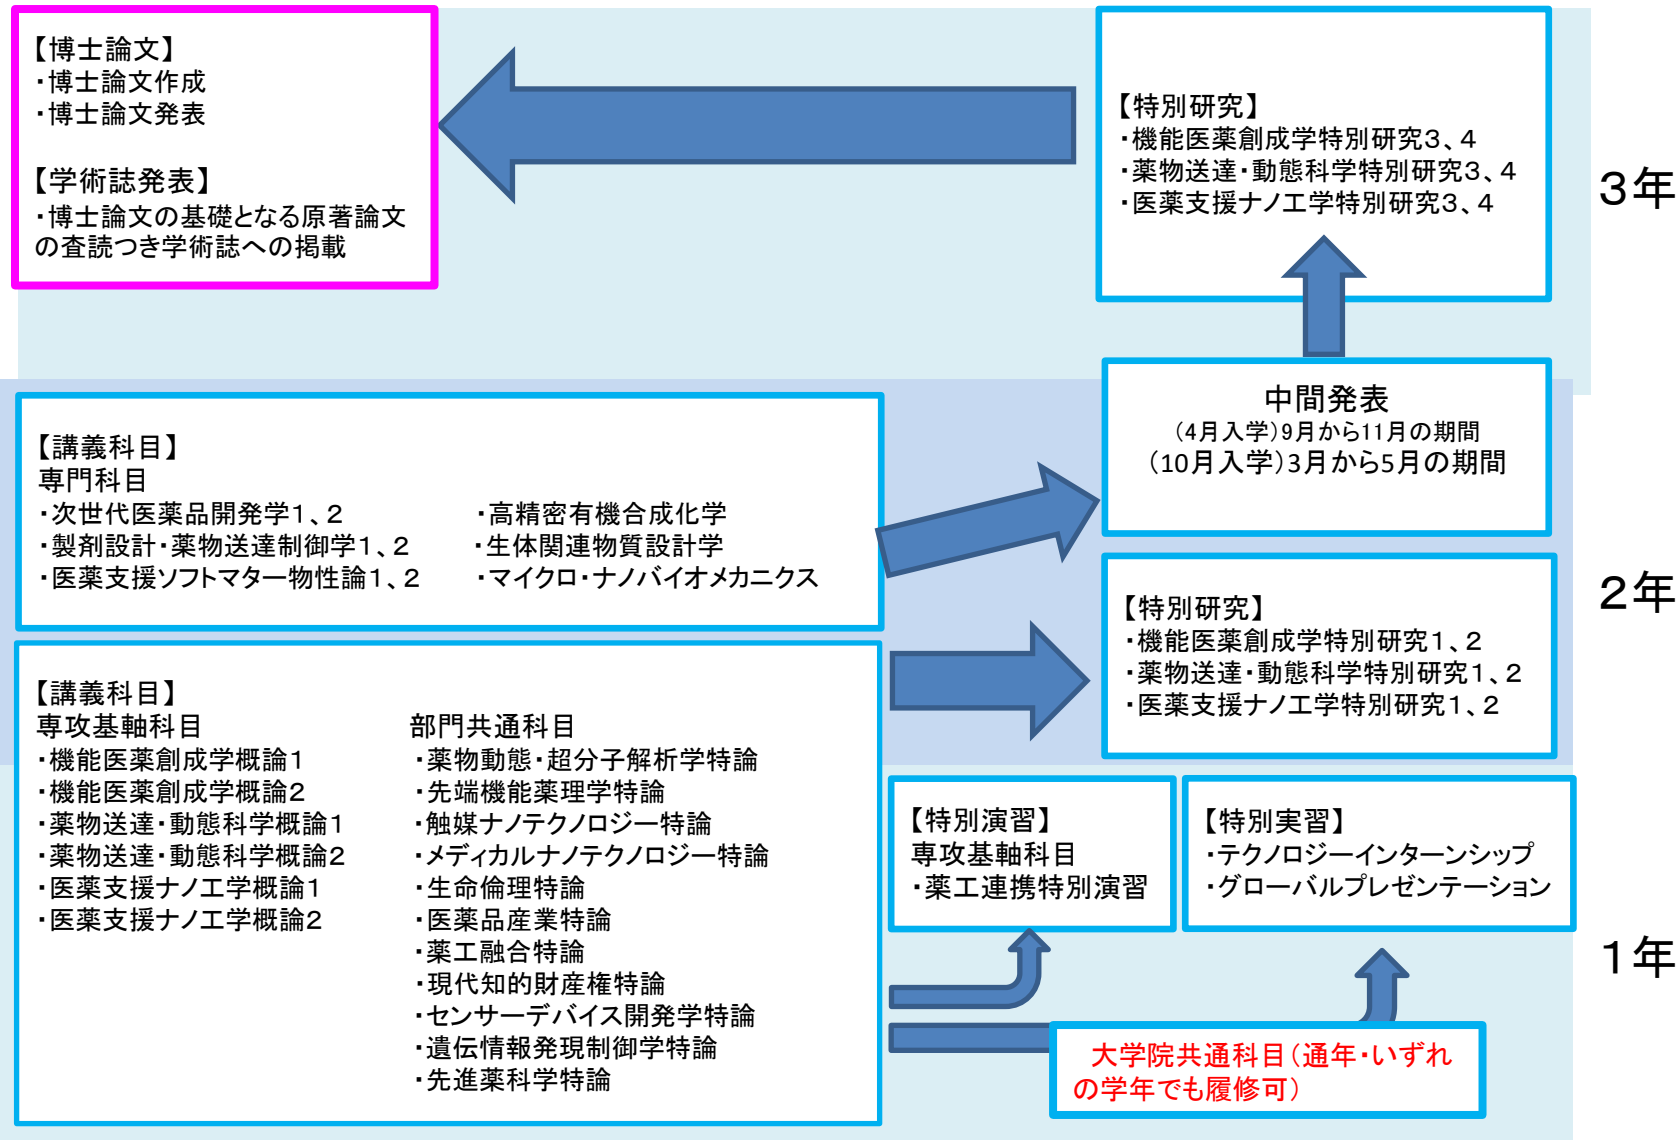 【博士論文】
・博士論文作成
・博士論文発表
【学術誌発表】
・博士論文の基礎となる原著論文
の査読つき学術誌への掲載
【特別研究】
・機能医薬創成学特別研究３、４
・薬物送達・動態科学特別研究３、４
・医薬支援ナノ工学特別研究３、４
３年
中間発表
（4月入学）9月から11月の期間
（10月入学）3月から5月の期間
【講義科目】
専門科目
・次世代医薬品開発学１、２
・製剤設計・薬物送達制御学１、２
・医薬支援ソフトマター物性論１、２
・高精密有機合成化学
・生体関連物質設計学
・マイクロ・ナノバイオメカニクス
【特別研究】
・機能医薬創成学特別研究１、２
・薬物送達・動態科学特別研究１、２
・医薬支援ナノ工学特別研究１、２
２年
【講義科目】
専攻基軸科目
・機能医薬創成学概論１
・機能医薬創成学概論２
・薬物送達・動態科学概論１
・薬物送達・動態科学概論２
・医薬支援ナノ工学概論１
・医薬支援ナノ工学概論２
部門共通科目
・薬物動態・超分子解析学特論
・先端機能薬理学特論
・触媒ナノテクノロジー特論
・メディカルナノテクノロジー特論
・生命倫理特論
・医薬品産業特論
・薬工融合特論
・現代知的財産権特論
・センサーデバイス開発学特論
・遺伝情報発現制御学特論
・先進薬科学特論
【特別演習】
専攻基軸科目
・薬工連携特別演習
【特別実習】
・テクノロジーインターンシップ
・グローバルプレゼンテーション
１年
大学院共通科目（通年・いずれ
の学年でも履修可）